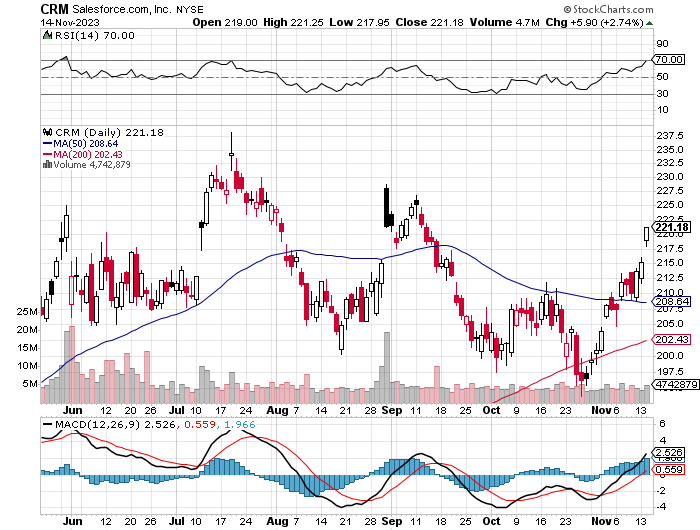 CRM Salesforce.com, Inc. NYSE © StockCharts.com
14-Nov-2023 Open 219.00 High 221.25 Low 217.95 Close 221.18 Volume 4.7M Chg +5.90 (+2.74%)
RSI(14) 70.00
90
70.00
50
30
10
CRM (Daily) 221.18
MA(50) 208.64
MA(200) 202.43
Volume 4,742,879
237.5
235.0
232.5
230.0
227.5
225.0
221.18
220.0
217.5
215.0
212.5
210.0
208.64
207.5
205.0
202.43
200.0
197.5
4742879
25M
20M
15M
10M
5M
Jun 12 20 26 Jul 10 17 24 Aug 7 14 21 28 Sep 11 18 25 Oct 9 16 23 Nov 6 13
MACD(12,26,9) 2.526, 0.559, 1.966
6
4
2.526
0.559
0
-2
-4
Jun 12 20 26 Jul 10 17 24 Aug 7 14 21 28 Sep 11 18 25 Oct 9 16 23 Nov 6 13